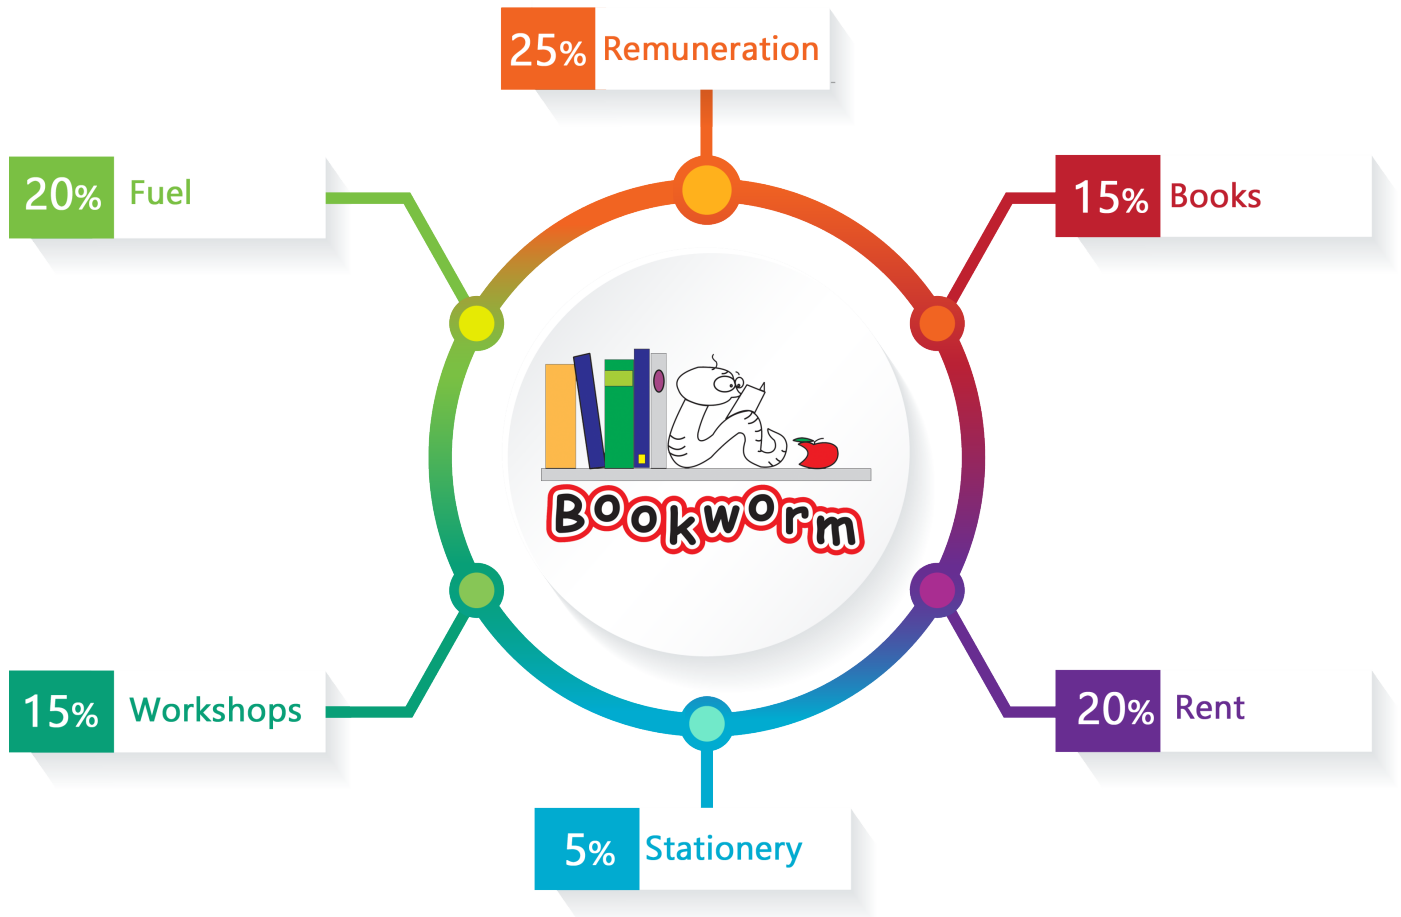 25% Remuneration
20% Fuel
15% Books
Bookworm
15% Workshops
20% Rent
5% Stationery